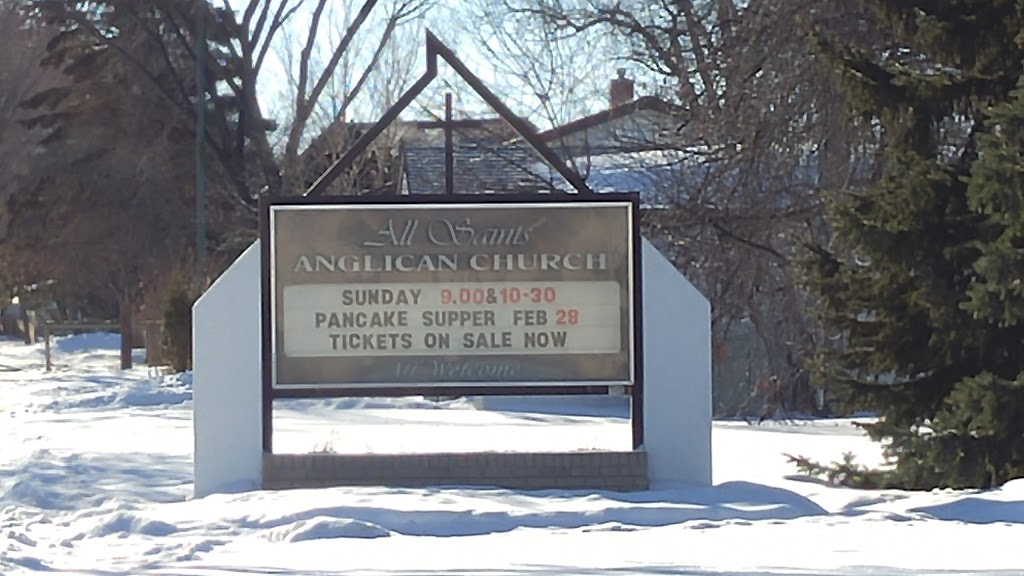 All Saints
ANGLICAN CHURCH
SUNDAY 9.00&10-30
PANCAKE SUPPER FEB 28
TICKETS ON SALE NOW
All Welcome